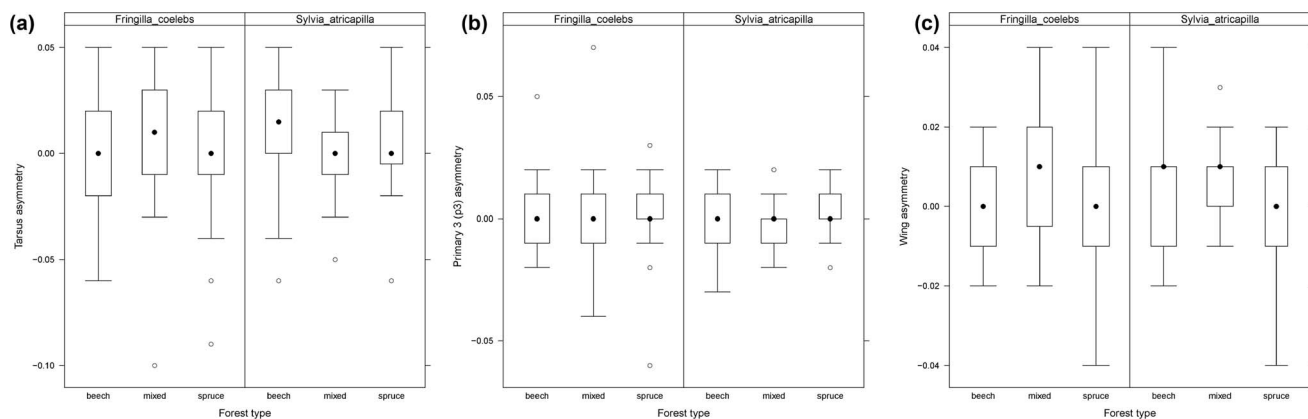 (a)
Fringilla_coelebs Sylvia_atricapilla
Tarsus asymmetry
0.05
0.00
−0.05
−0.10
beech mixed spruce beech mixed spruce
Forest type
(b)
Fringilla_coelebs Sylvia_atricapilla
Primary 3 (p3) asymmetry
0.05
0.00
−0.05
beech mixed spruce beech mixed spruce
Forest type
(c)
Fringilla_coelebs Sylvia_atricapilla
Wing asymmetry
0.04
0.02
0.00
−0.02
−0.04
beech mixed spruce beech mixed spruce
Forest type